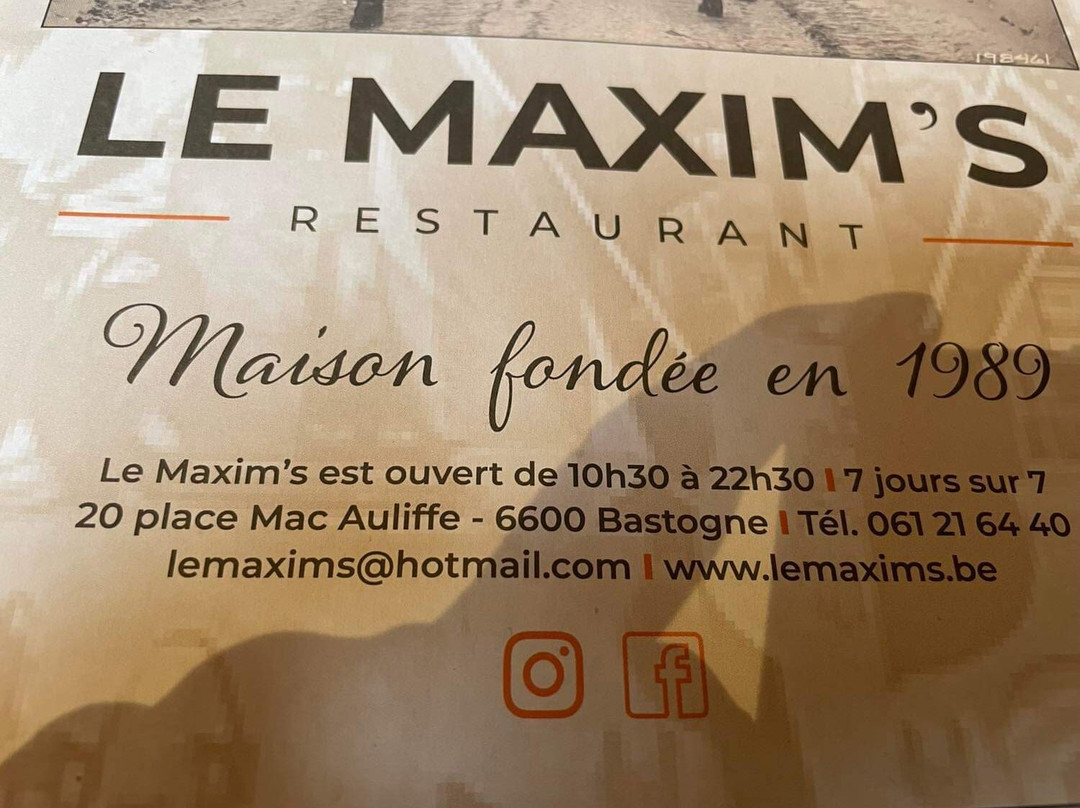 198461
LE MAXIM'S
RESTAURANT
Maison fondée en 1989
Le Maxim's est ouvert de 10h30 à 22h30 I 7 jours sur 7
20 place Mac Auliffe - 6600 Bastogne I Tél. 061 21 64 40
lemaxims@hotmail.com I www.lemaxims.be